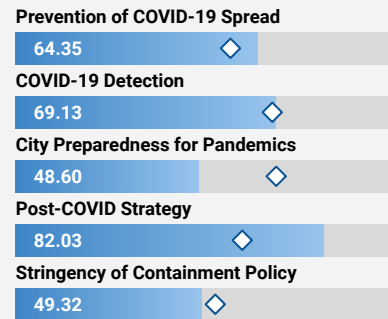 Prevention of COVID-19 Spread
64.35
COVID-19 Detection
69.13
City Preparedness for Pandemics
48.60
Post-COVID Strategy
82.03
Stringency of Containment Policy
49.32